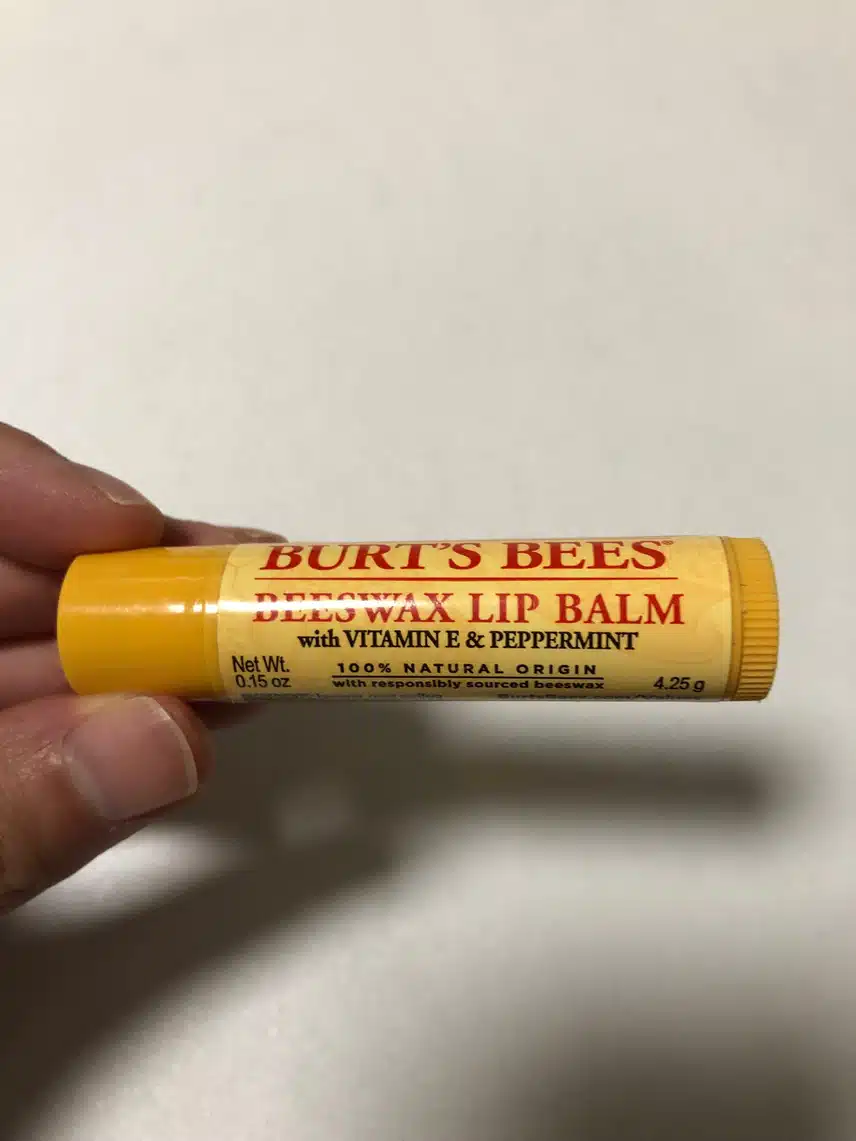 BURT'S BEES®
BEESWAX LIP BALM
with VITAMIN E & PEPPERMINT
Net Wt.
0.15 oz
100% NATURAL ORIGIN
with responsibly sourced beeswax
4.25 g